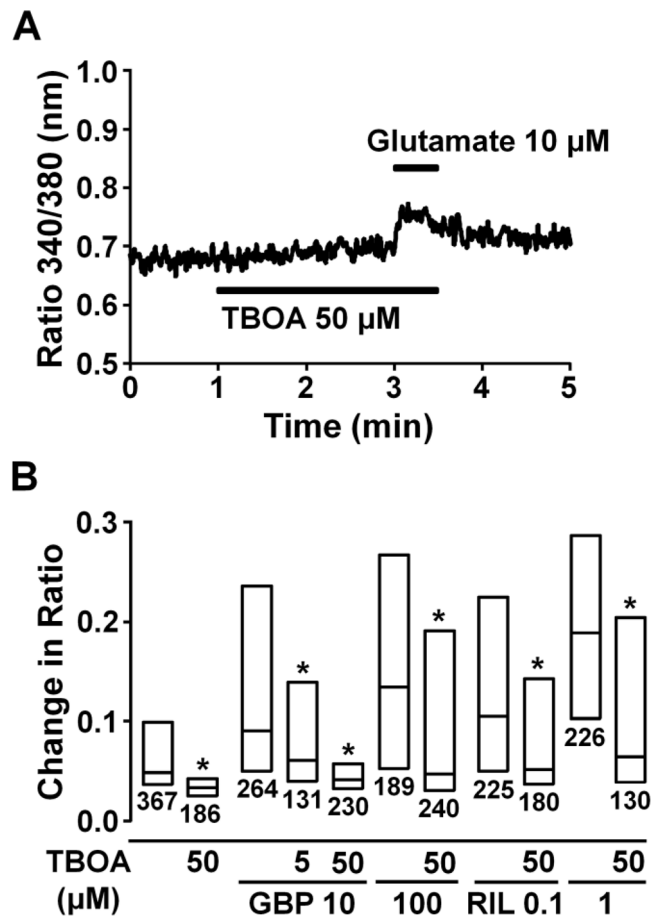 A
Ratio 340/380 (nm)
1.0
0.9
0.8
0.7
0.6
0.5
Glutamate 10 µM
TBOA 50 µM
0 1 2 3 4 5
Time (min)
B
Change in Ratio
0.3
0.2
0.1
0.0
* * * * * *
367 186 264 131 230 189 240 225 180 226 130
TBOA 50 5 50 50 50 50
(µM) GBP 10 100 RIL 0.1 1